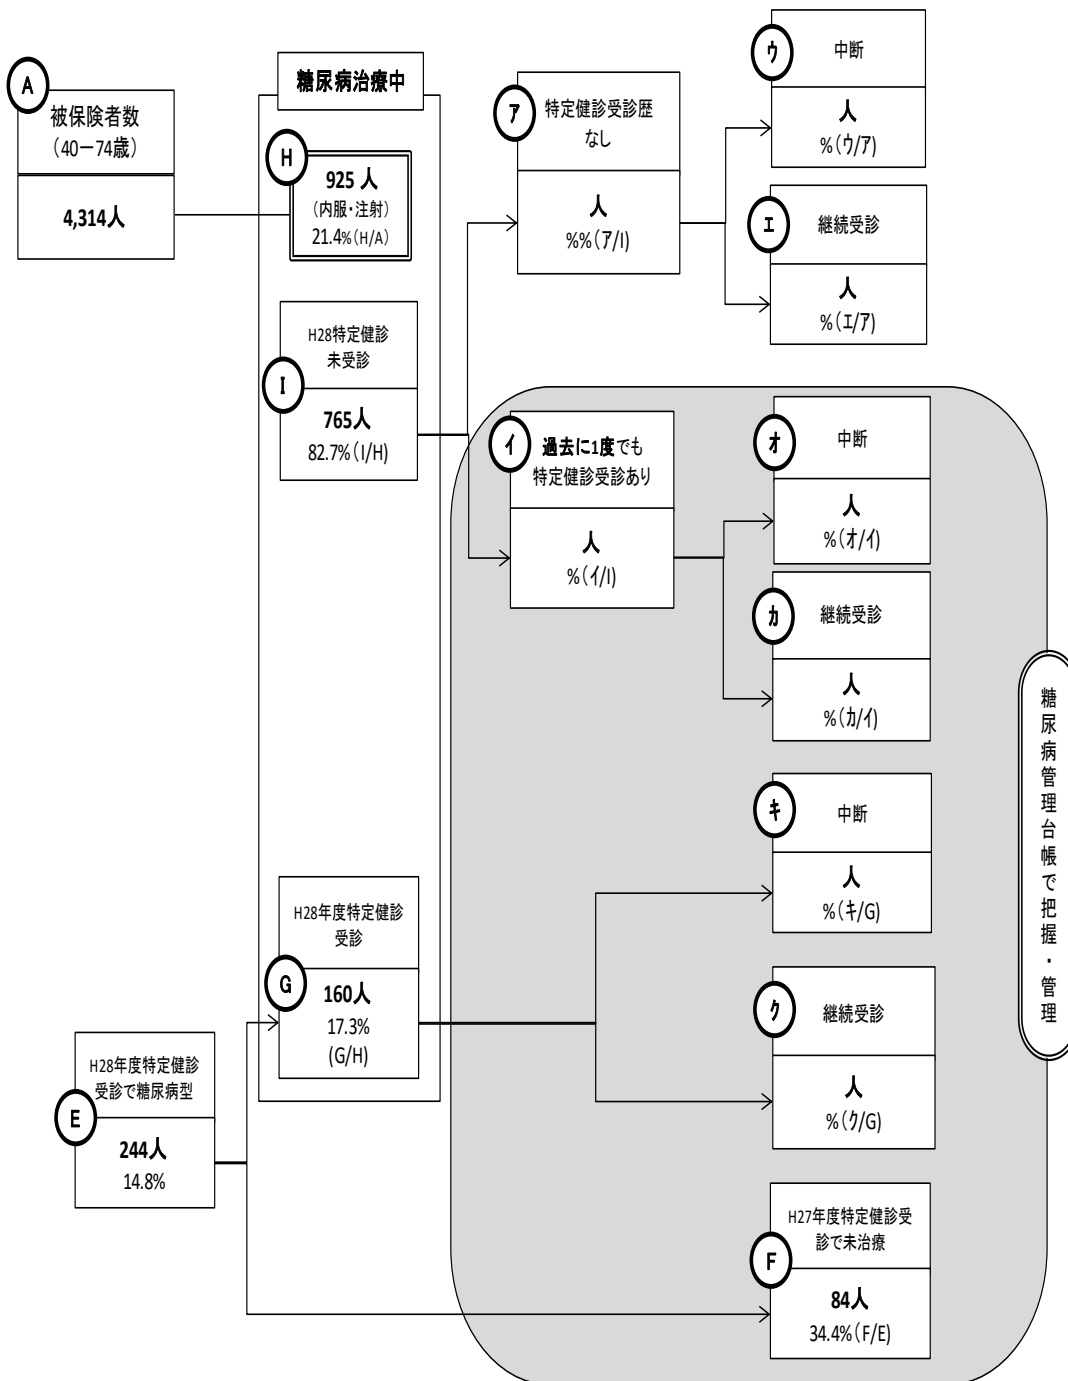 A
被保険者数
（40－74歳）
4,314人
糖尿病治療中
H
925 人
（内服・注射）
21.4%（H/A）
I
H28特定健診
未受診
765人
82.7%（I/H）
ア
特定健診受診歴
なし
人
%%（ア/I）
ウ
中断
人
%（ウ/ア）
エ
継続受診
人
%（エ/ア）
イ
過去に1度でも
特定健診受診あり
人
%（イ/I）
オ
中断
人
%（オ/イ）
カ
継続受診
人
%（カ/イ）
G
H28年度特定健診
受診
160人
17.3%
(G/H)
キ
中断
人
%（キ/G）
ク
継続受診
人
%（ク/G）
E
H28年度特定健診
受診で糖尿病型
244人
14.8%
F
H27年度特定健診受
診で未治療
84人
34.4%（F/E）
糖尿病管理台帳で把握・管理